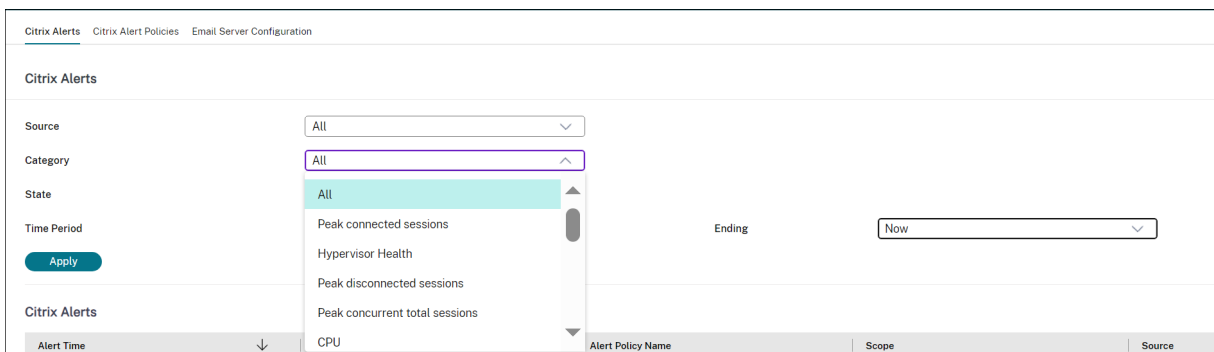 Citrix Alerts Citrix Alert Policies Email Server Configuration
Citrix Alerts
Source All
Category All
State All
Peak connected sessions
Time Period Ending Now
Hypervisor Health
Apply
Peak disconnected sessions
Citrix Alerts
Peak concurrent total sessions
CPU
Alert Time Alert Policy Name Scope Source